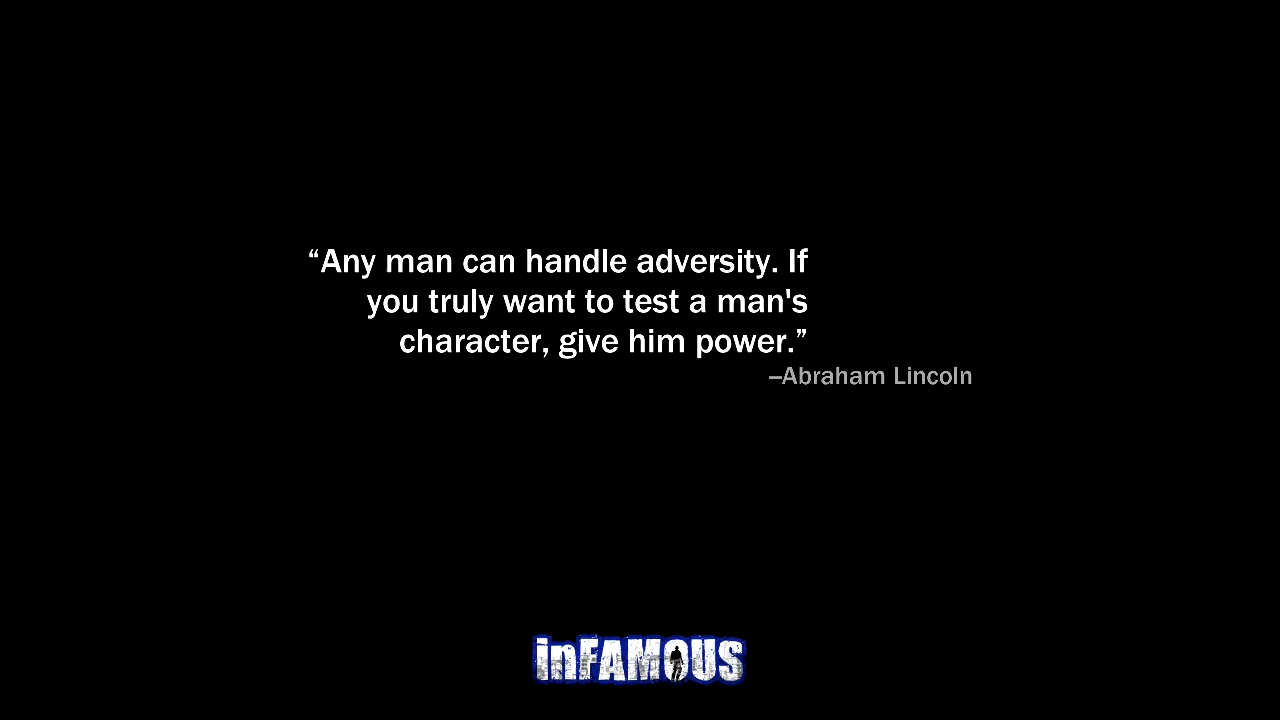 “Any man can handle adversity. If
you truly want to test a man's
character, give him power.”
–Abraham Lincoln
inFAMOUS